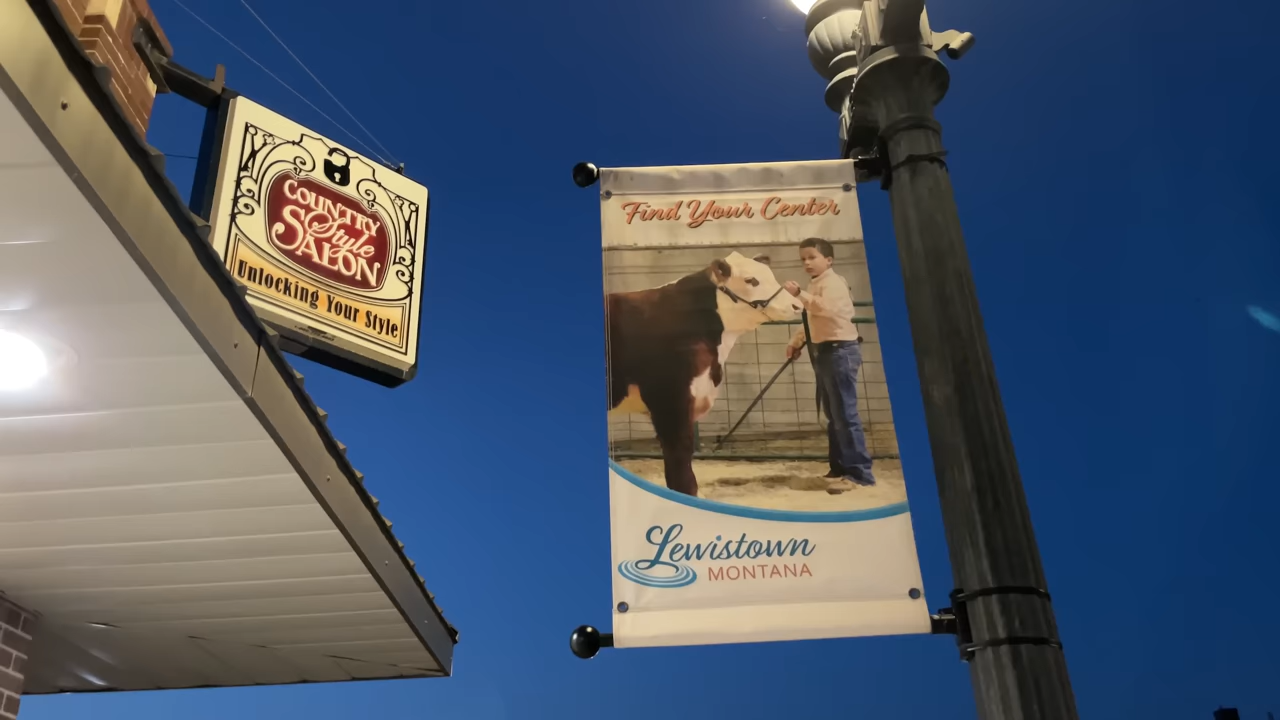 COUNTRY
Style
SALON
Unlocking Your Style
Find Your Center
Lewistown
MONTANA